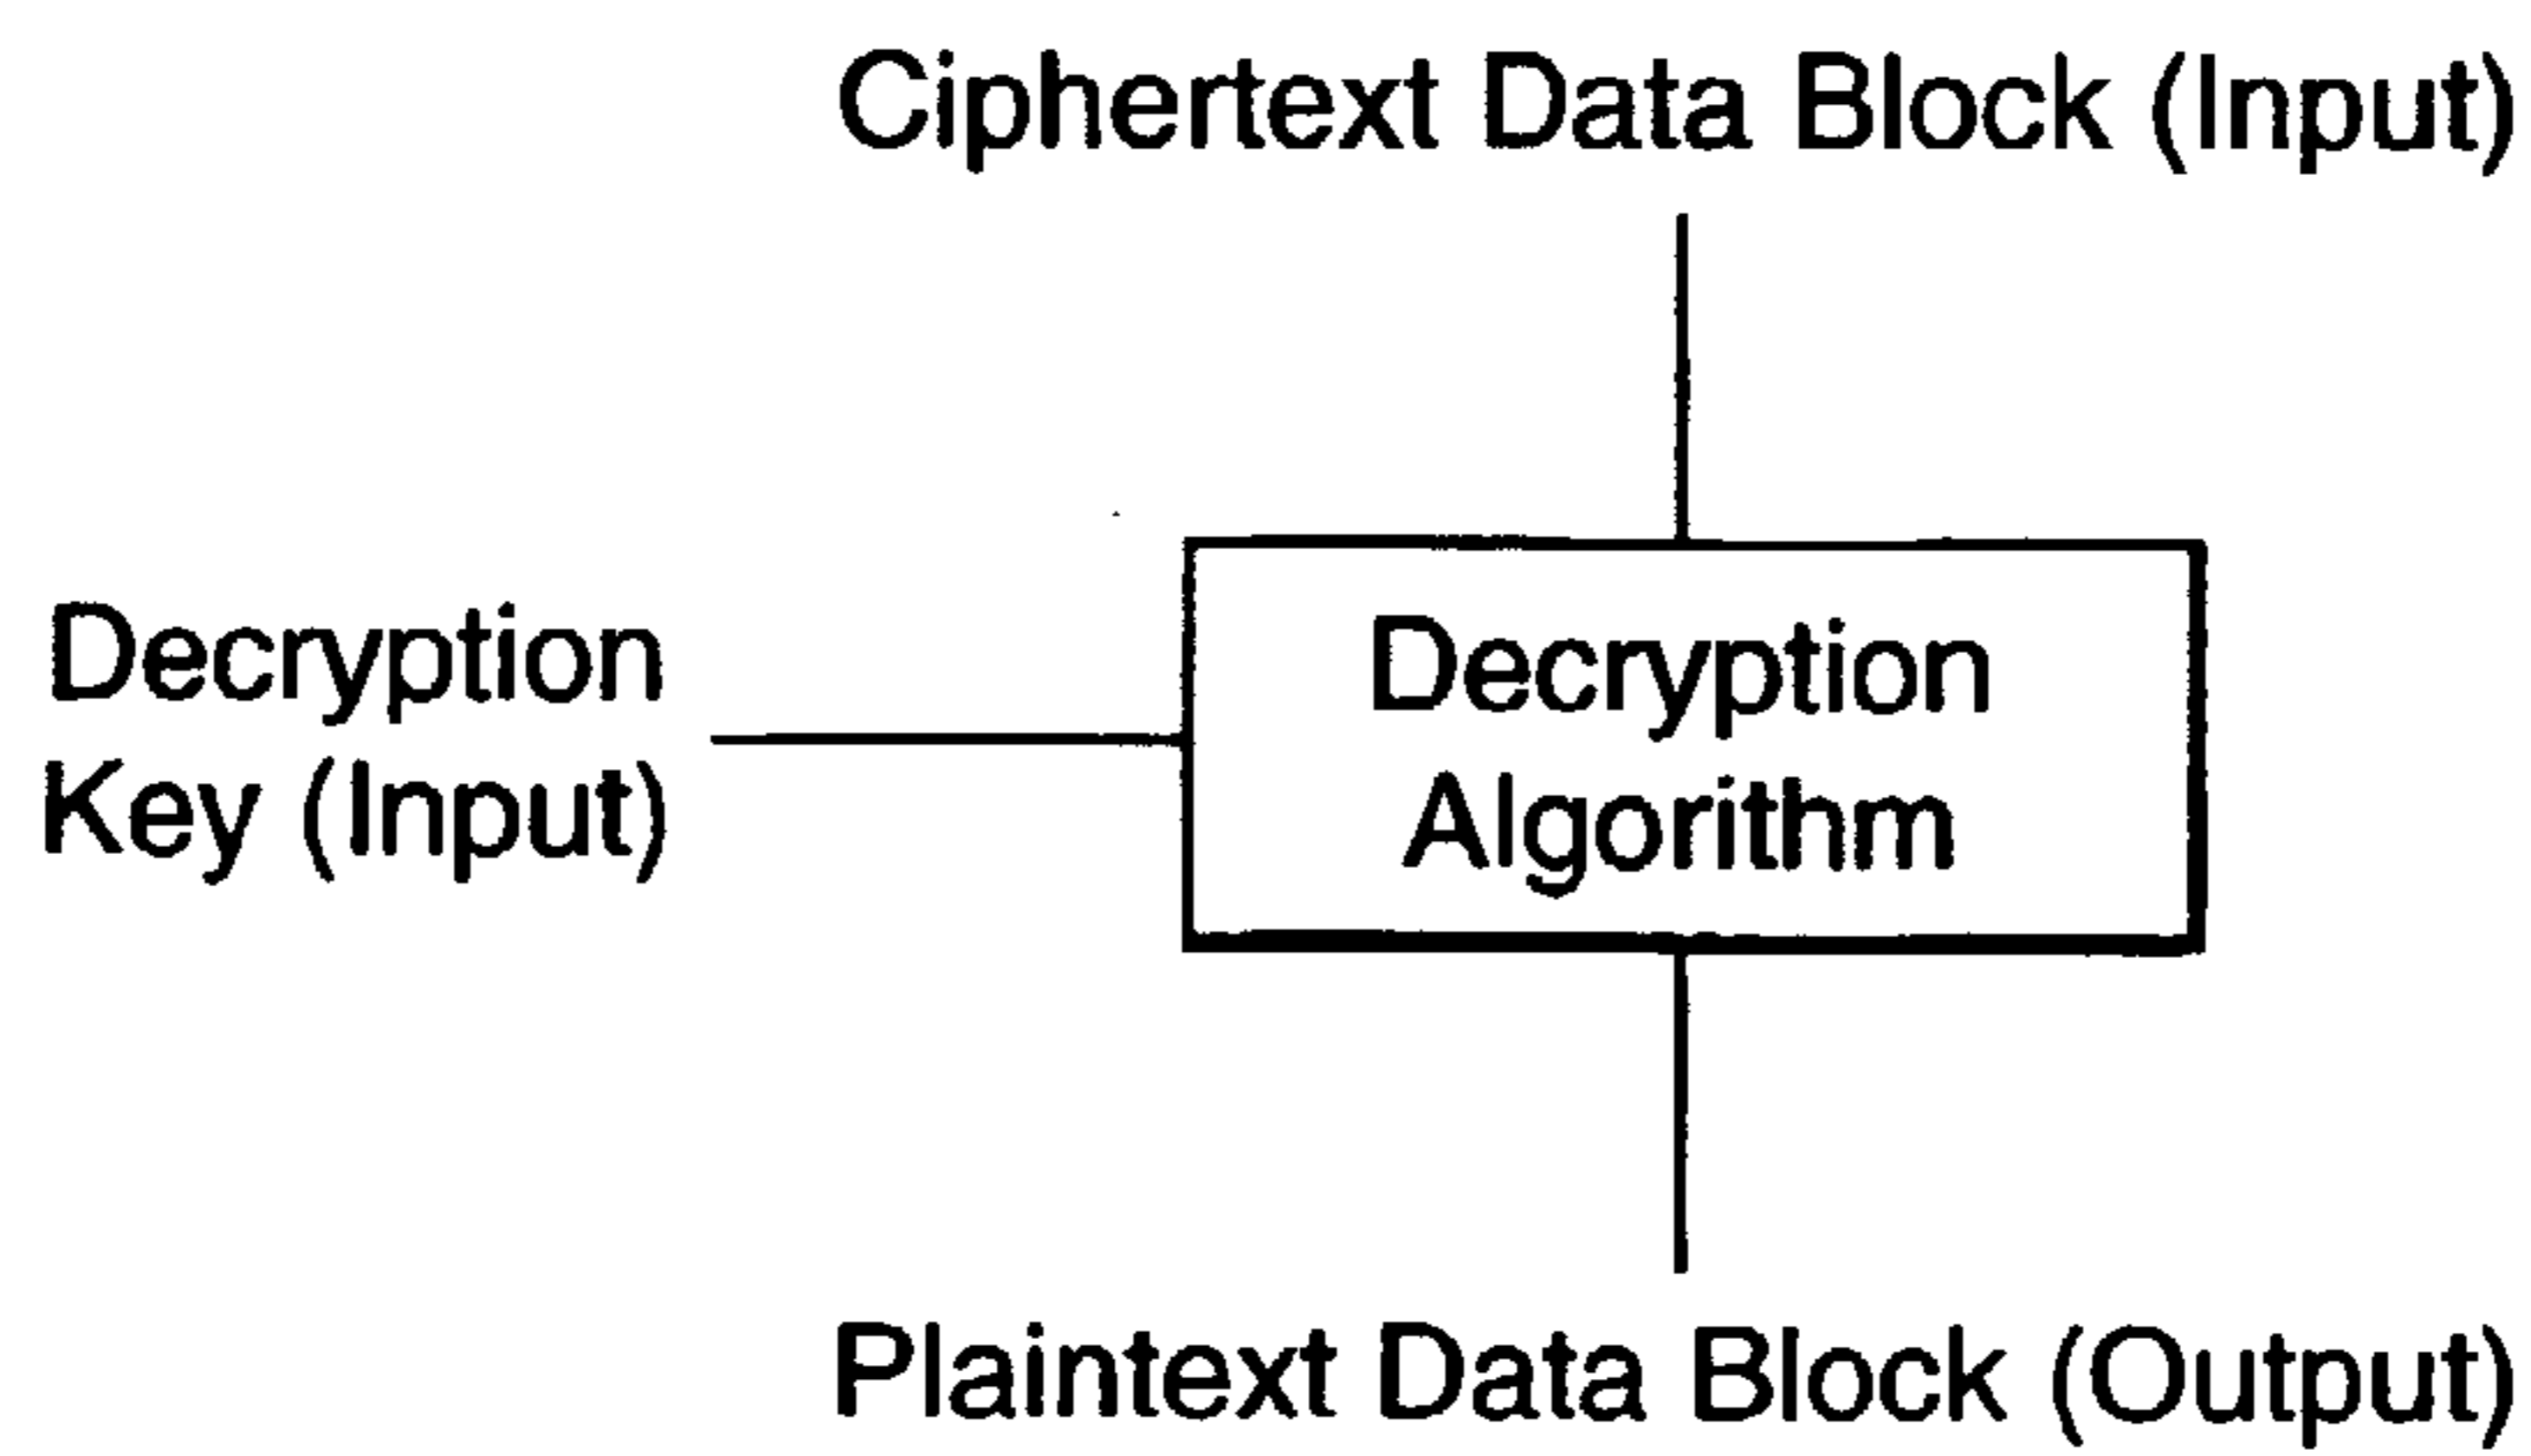 Ciphertext Data Block (Input)
Decryption
Key (Input)
Decryption
Algorithm
Plaintext Data Block (Output)